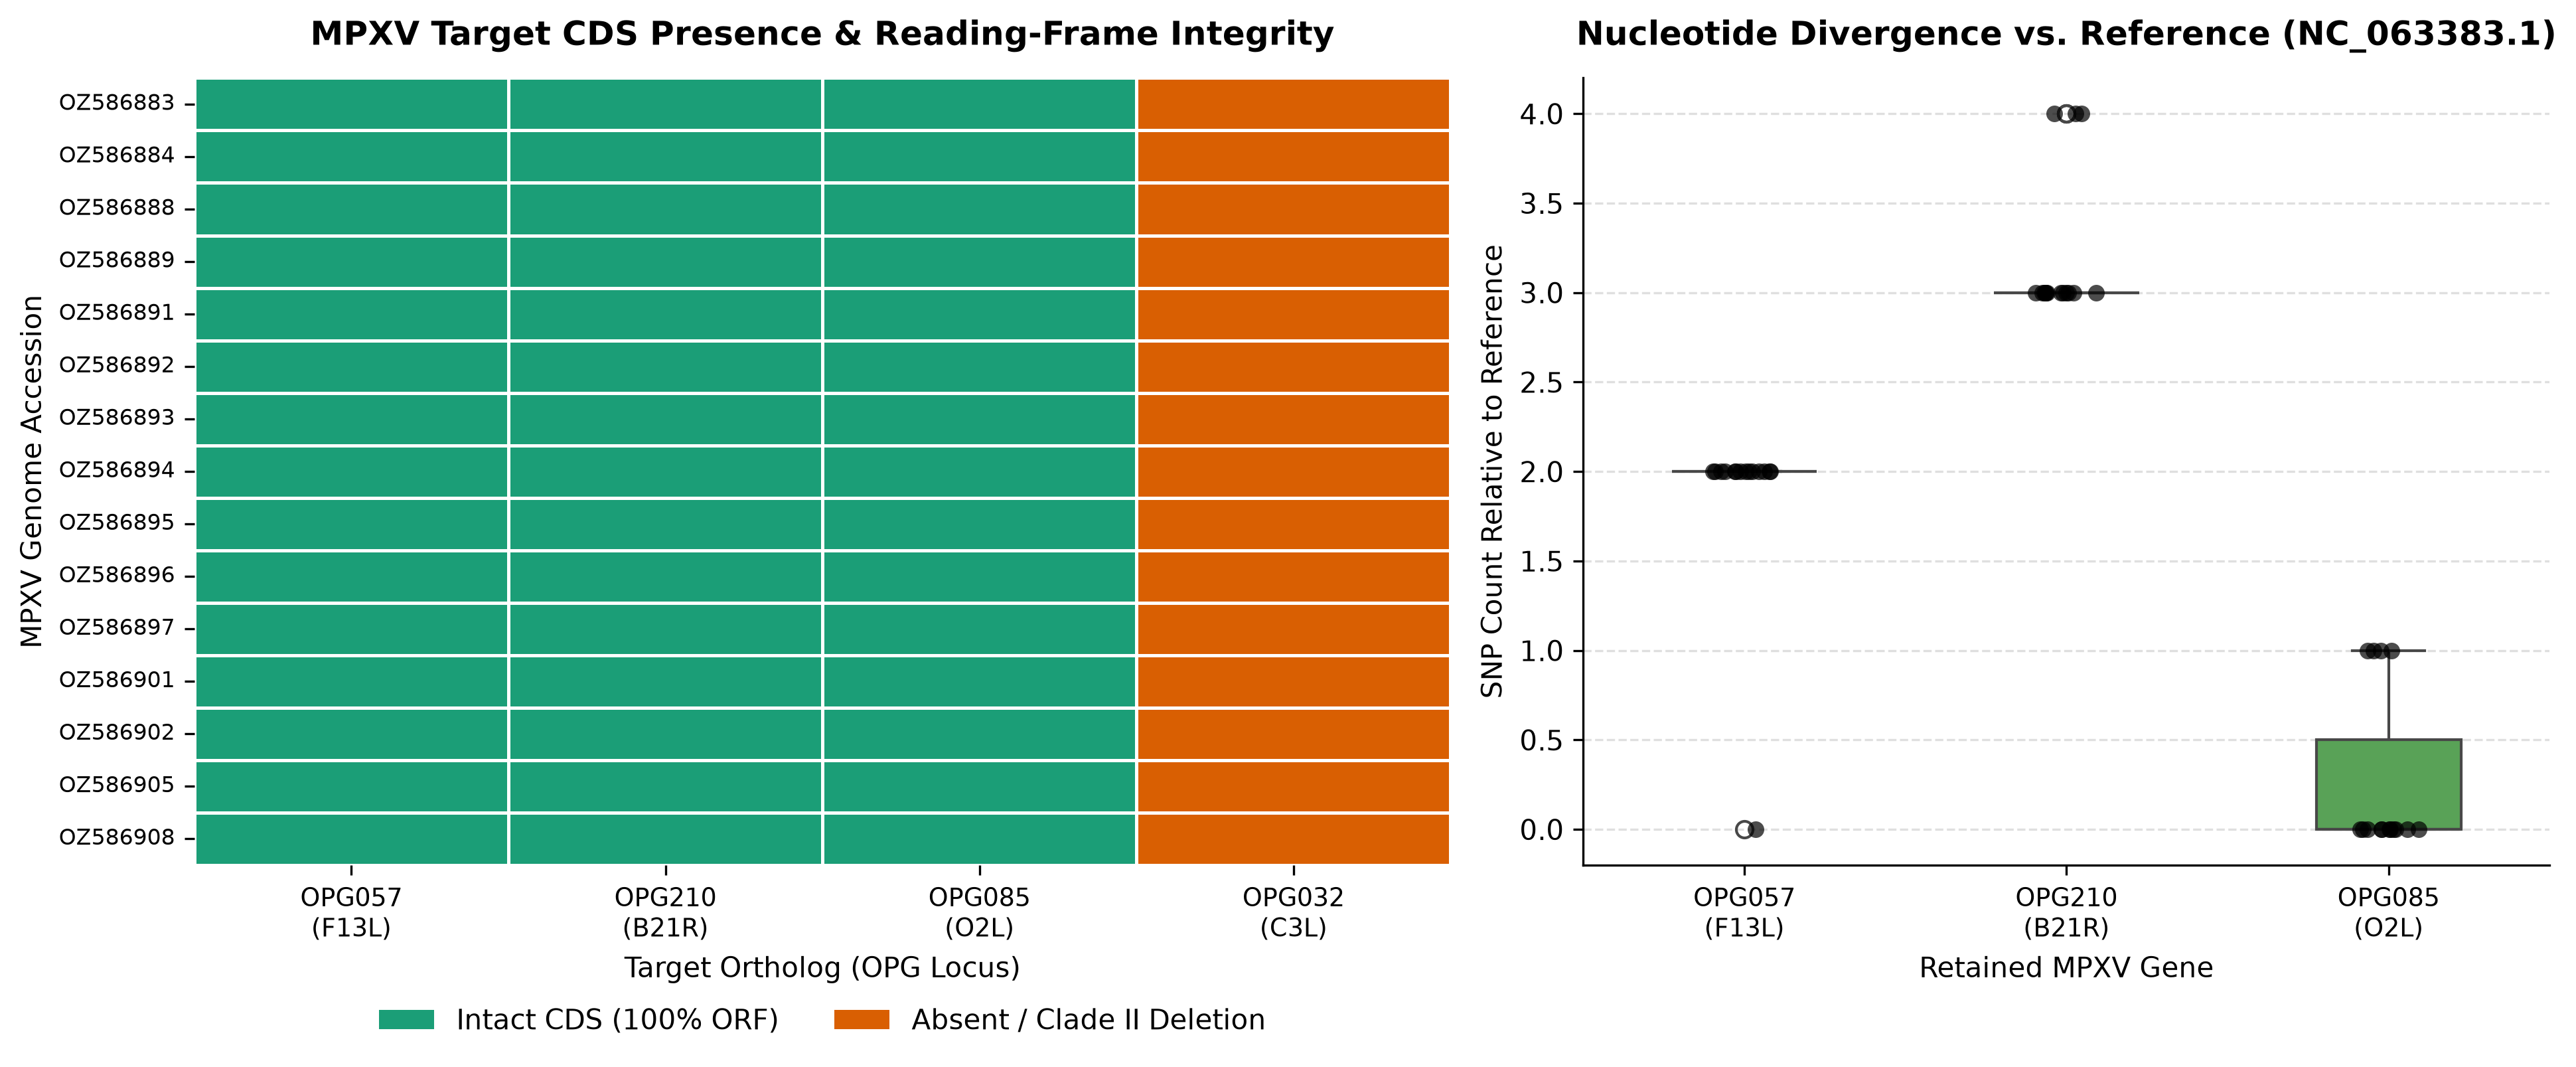 MPXV Target CDS Presence & Reading-Frame Integrity
MPXV Genome Accession
OZ586883
OZ586884
OZ586888
OZ586889
OZ586891
OZ586892
OZ586893
OZ586894
OZ586895
OZ586896
OZ586897
OZ586901
OZ586902
OZ586905
OZ586908
OPG057
(F13L)
OPG210
(B21R)
OPG085
(O2L)
OPG032
(C3L)
Target Ortholog (OPG Locus)
Intact CDS (100% ORF)
Absent / Clade II Deletion
Nucleotide Divergence vs. Reference (NC_063383.1)
SNP Count Relative to Reference
4.0
3.5
3.0
2.5
2.0
1.5
1.0
0.5
0.0
OPG057
(F13L)
OPG210
(B21R)
OPG085
(O2L)
Retained MPXV Gene